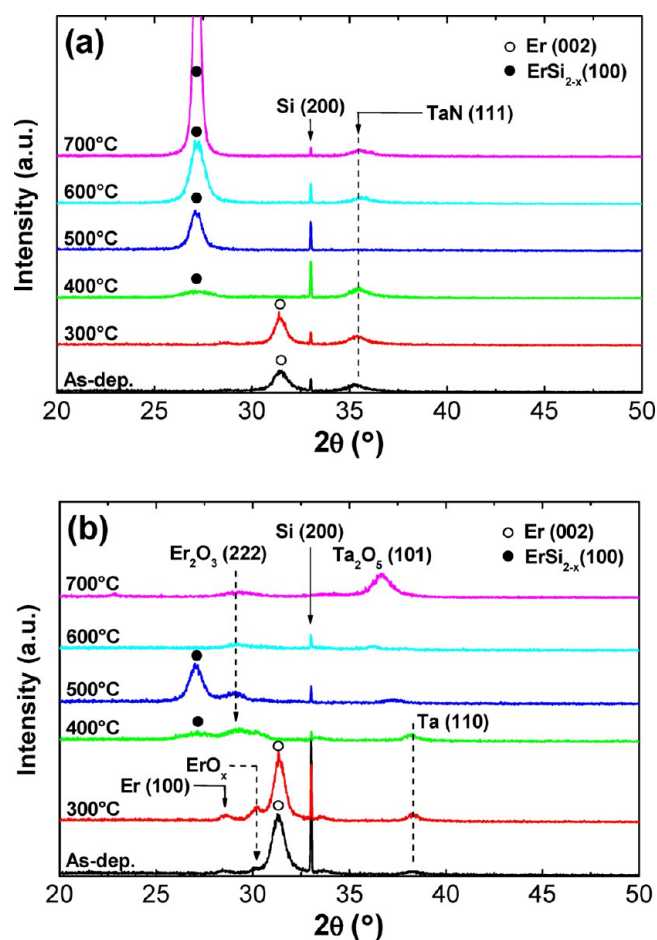 (a)
○ Er (002)
● ErSi2-x(100)
Si (200)
TaN (111)
700°C
600°C
500°C
400°C
300°C
As-dep.
Intensity (a.u.)
20 25 30 35 40 45 50
2θ (°)
(b)
Si (200)
○ Er (002)
● ErSi2-x(100)
Er2O3 (222)
Ta2O5 (101)
700°C
600°C
500°C
400°C
Ta (110)
ErOx
Er (100)
300°C
As-dep.
Intensity (a.u.)
20 25 30 35 40 45 50
2θ (°)